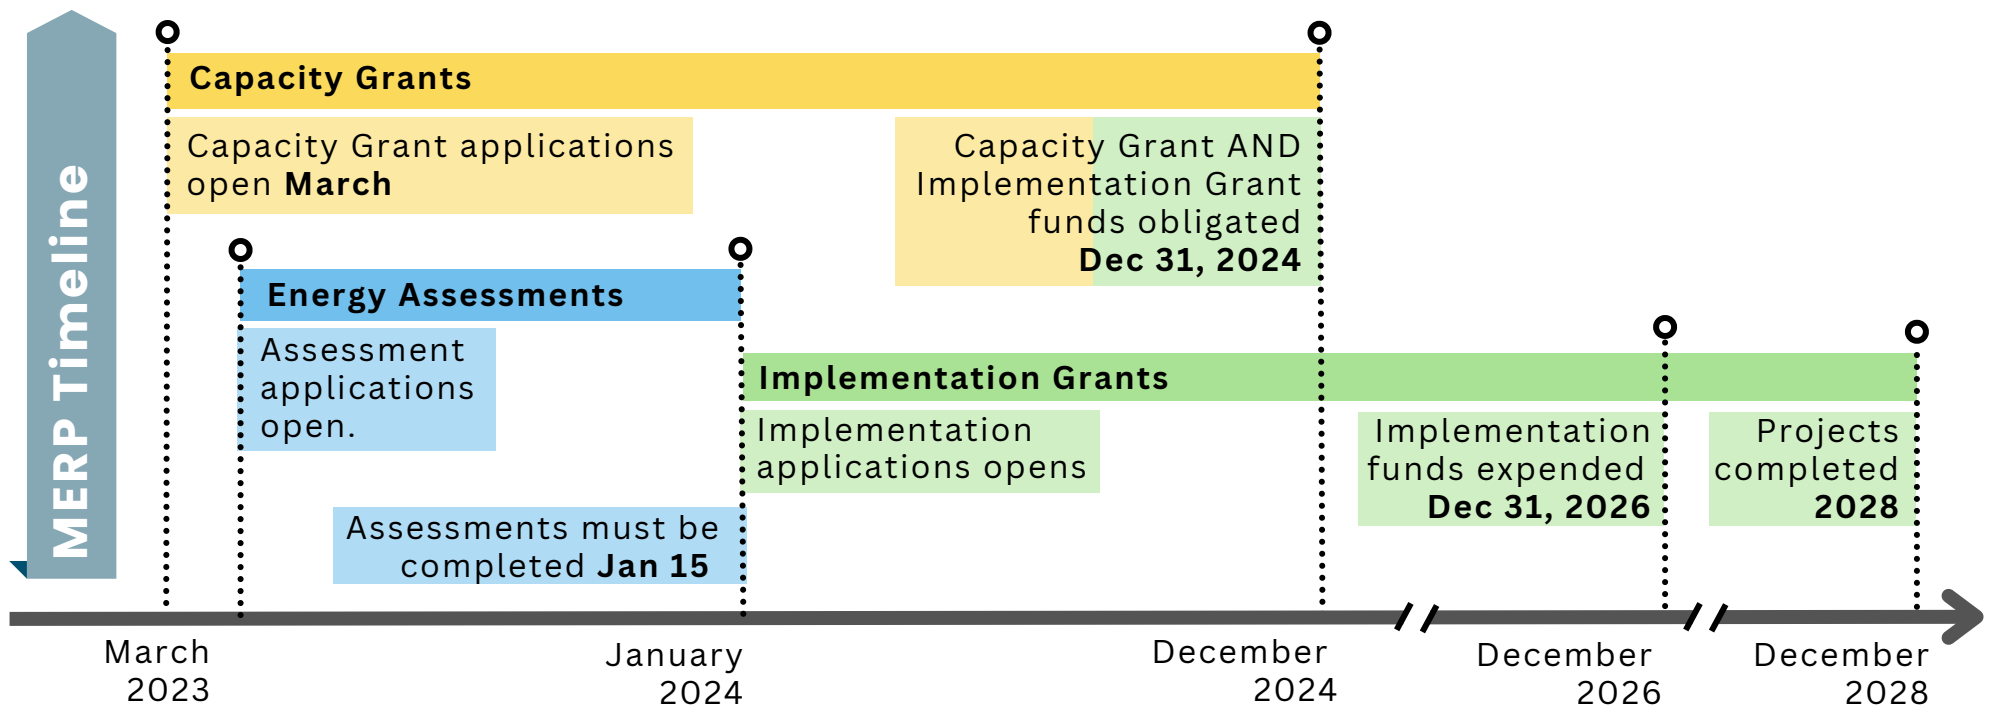 MERP Timeline
Capacity Grants
Capacity Grant applications
open March
Capacity Grant AND
Implementation Grant
funds obligated
Dec 31, 2024
Energy Assessments
Assessment
applications
open.
Assessments must be
completed Jan 15
Implementation Grants
Implementation
applications opens
Implementation
funds expended
Dec 31, 2026
Projects
completed
2028
March
2023
January
2024
December
2024
December
2026
December
2028